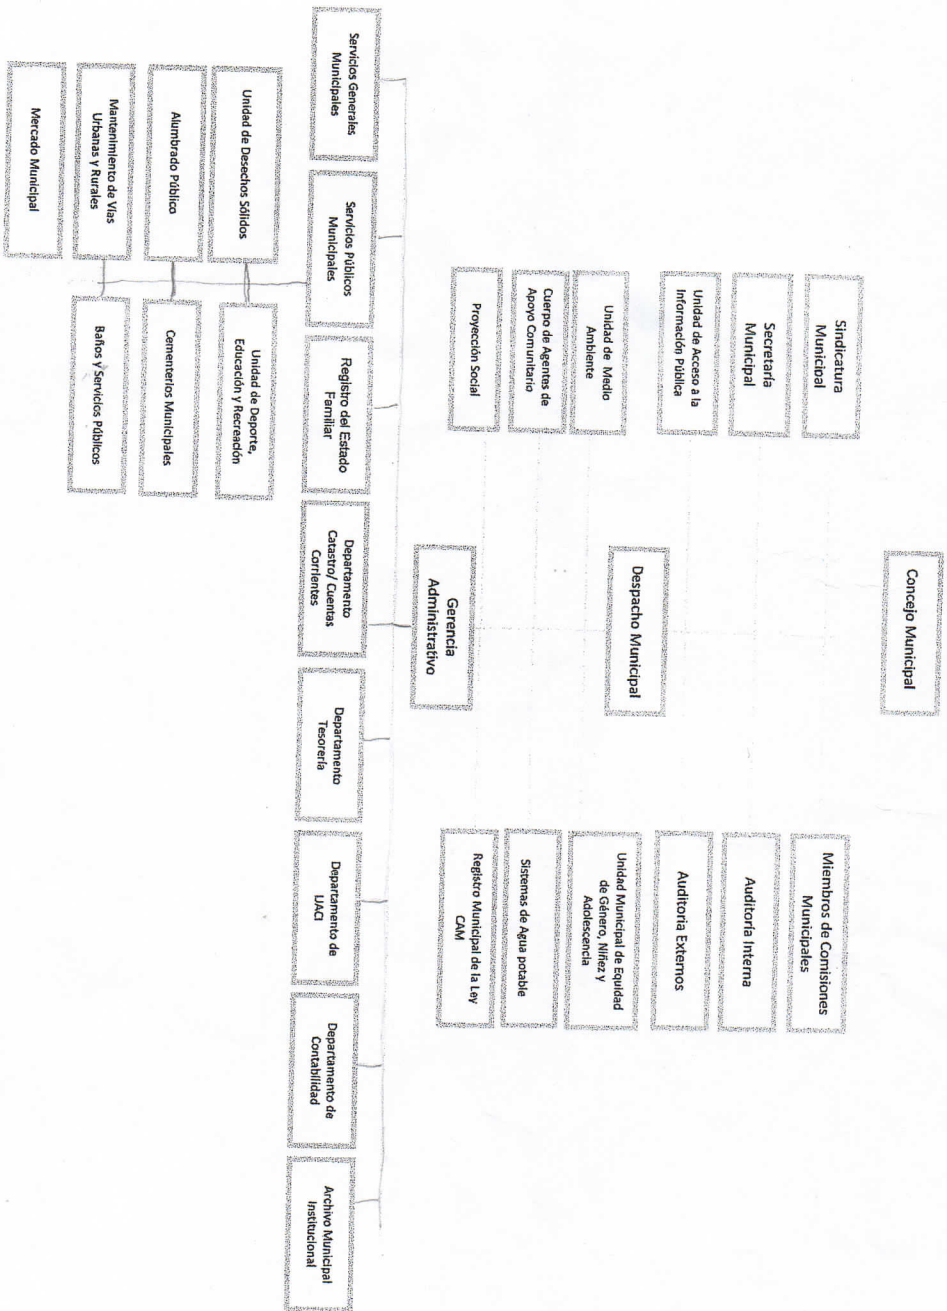 Concejo Municipal
Sindicatura
Municipal
Miembros de Comisiones
Municipales
Secretaría
Municipal
Auditoría Interna
Unidad de Acceso a la
Información Pública
Auditoria Externos
Despacho Municipal
Unidad de Medio
Ambiente
Unidad Municipal de Equidad
de Género, Niñez y
Adolescencia
Cuerpo de Agentes de
Apoyo Comunitario
Sistemas de Agua potable
Proyección Social
Registro Municipal de la Ley
CAM
Gerencia
Administrativo
Servicios Generales
Municipales
Servicios Públicos
Municipales
Registro del Estado
Familiar
Departamento
Catastro/ Cuentas
Corrientes
Departamento
Tesorería
Departamento de
UACI
Departamento de
Contabilidad
Archivo Municipal
Institucional
Unidad de Desechos Sólidos
Unidad de Deporte,
Educación y Recreación
Alumbrado Público
Cementerios Municipales
Mantenimiento de Vías
Urbanas y Rurales
Baños y Servicios Públicos
Mercado Municipal